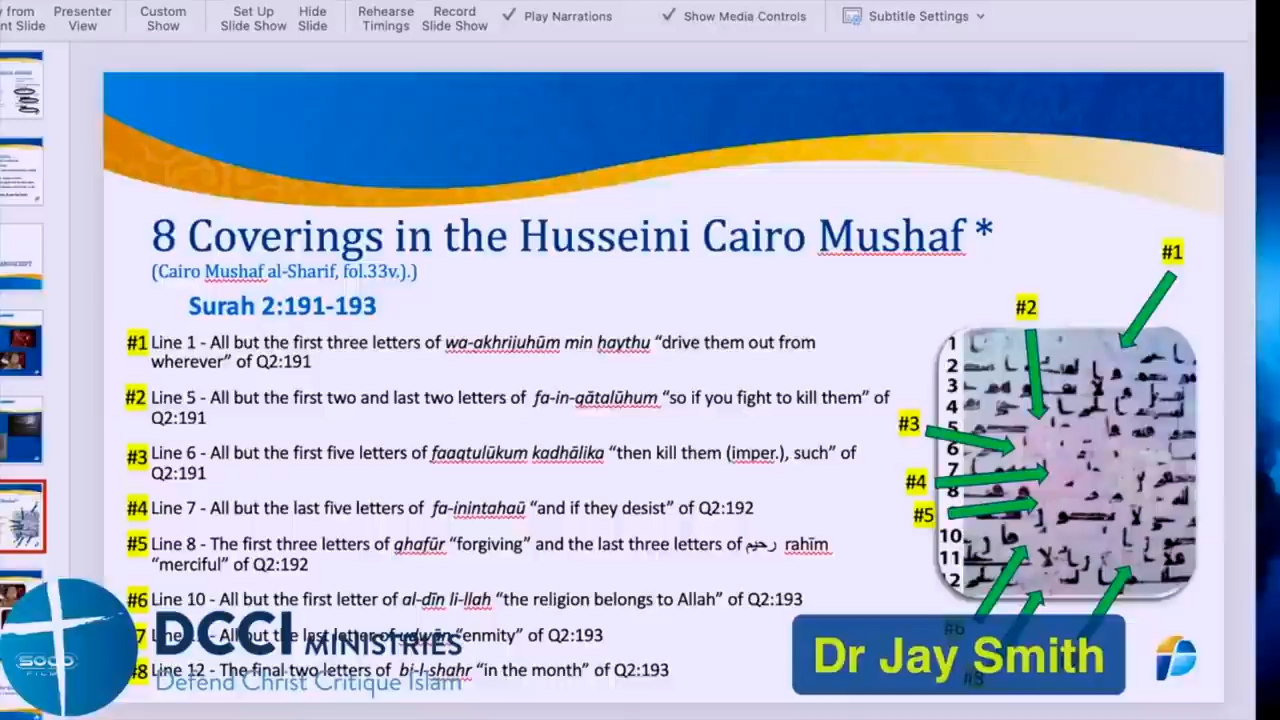 Presenter
View
nt Slide
Custom
Show
Set Up
Slide Show
Hide
Slide
Rehearse
Timings
Record
Slide Show
Play Narrations
Show Media Controls
Subtitle Settings
8 Coverings in the Husseini Cairo Mushaf *
(Cairo Mushaf al-Sharif, fol.33v.).)
Surah 2:191-193
#1 Line 1 - All but the first three letters of wa-akhrijuhūm min ḥaythu “drive them out from
wherever” of Q2:191
#2 Line 5 - All but the first two and last two letters of fa-in-qātalūhum “so if you fight to kill them” of
Q2:191
#3 Line 6 - All but the first five letters of faaqtulūkum kadhālika “then kill them (imper.), such” of
Q2:191
#4 Line 7 - All but the last five letters of fa-inintahaū “and if they desist” of Q2:192
#5 Line 8 - The first three letters of ghafūr “forgiving” and the last three letters of رحيم rahīm
“merciful” of Q2:192
#6 Line 10 - All but the first letter of al-dīn li-llah “the religion belongs to Allah” of Q2:193
All but the last letter of “enmity” of Q2:193
#8 Line 12 - The final two letters of bi-l-shahr “in the month” of Q2:193
#1
#2
#3
#4
#5
#6
#8
1
2
3
4
5
6
7
8
10
11
DCCI MINISTRIES
Defend Christ Critique Islam
SOCO
FILM
Dr Jay Smith